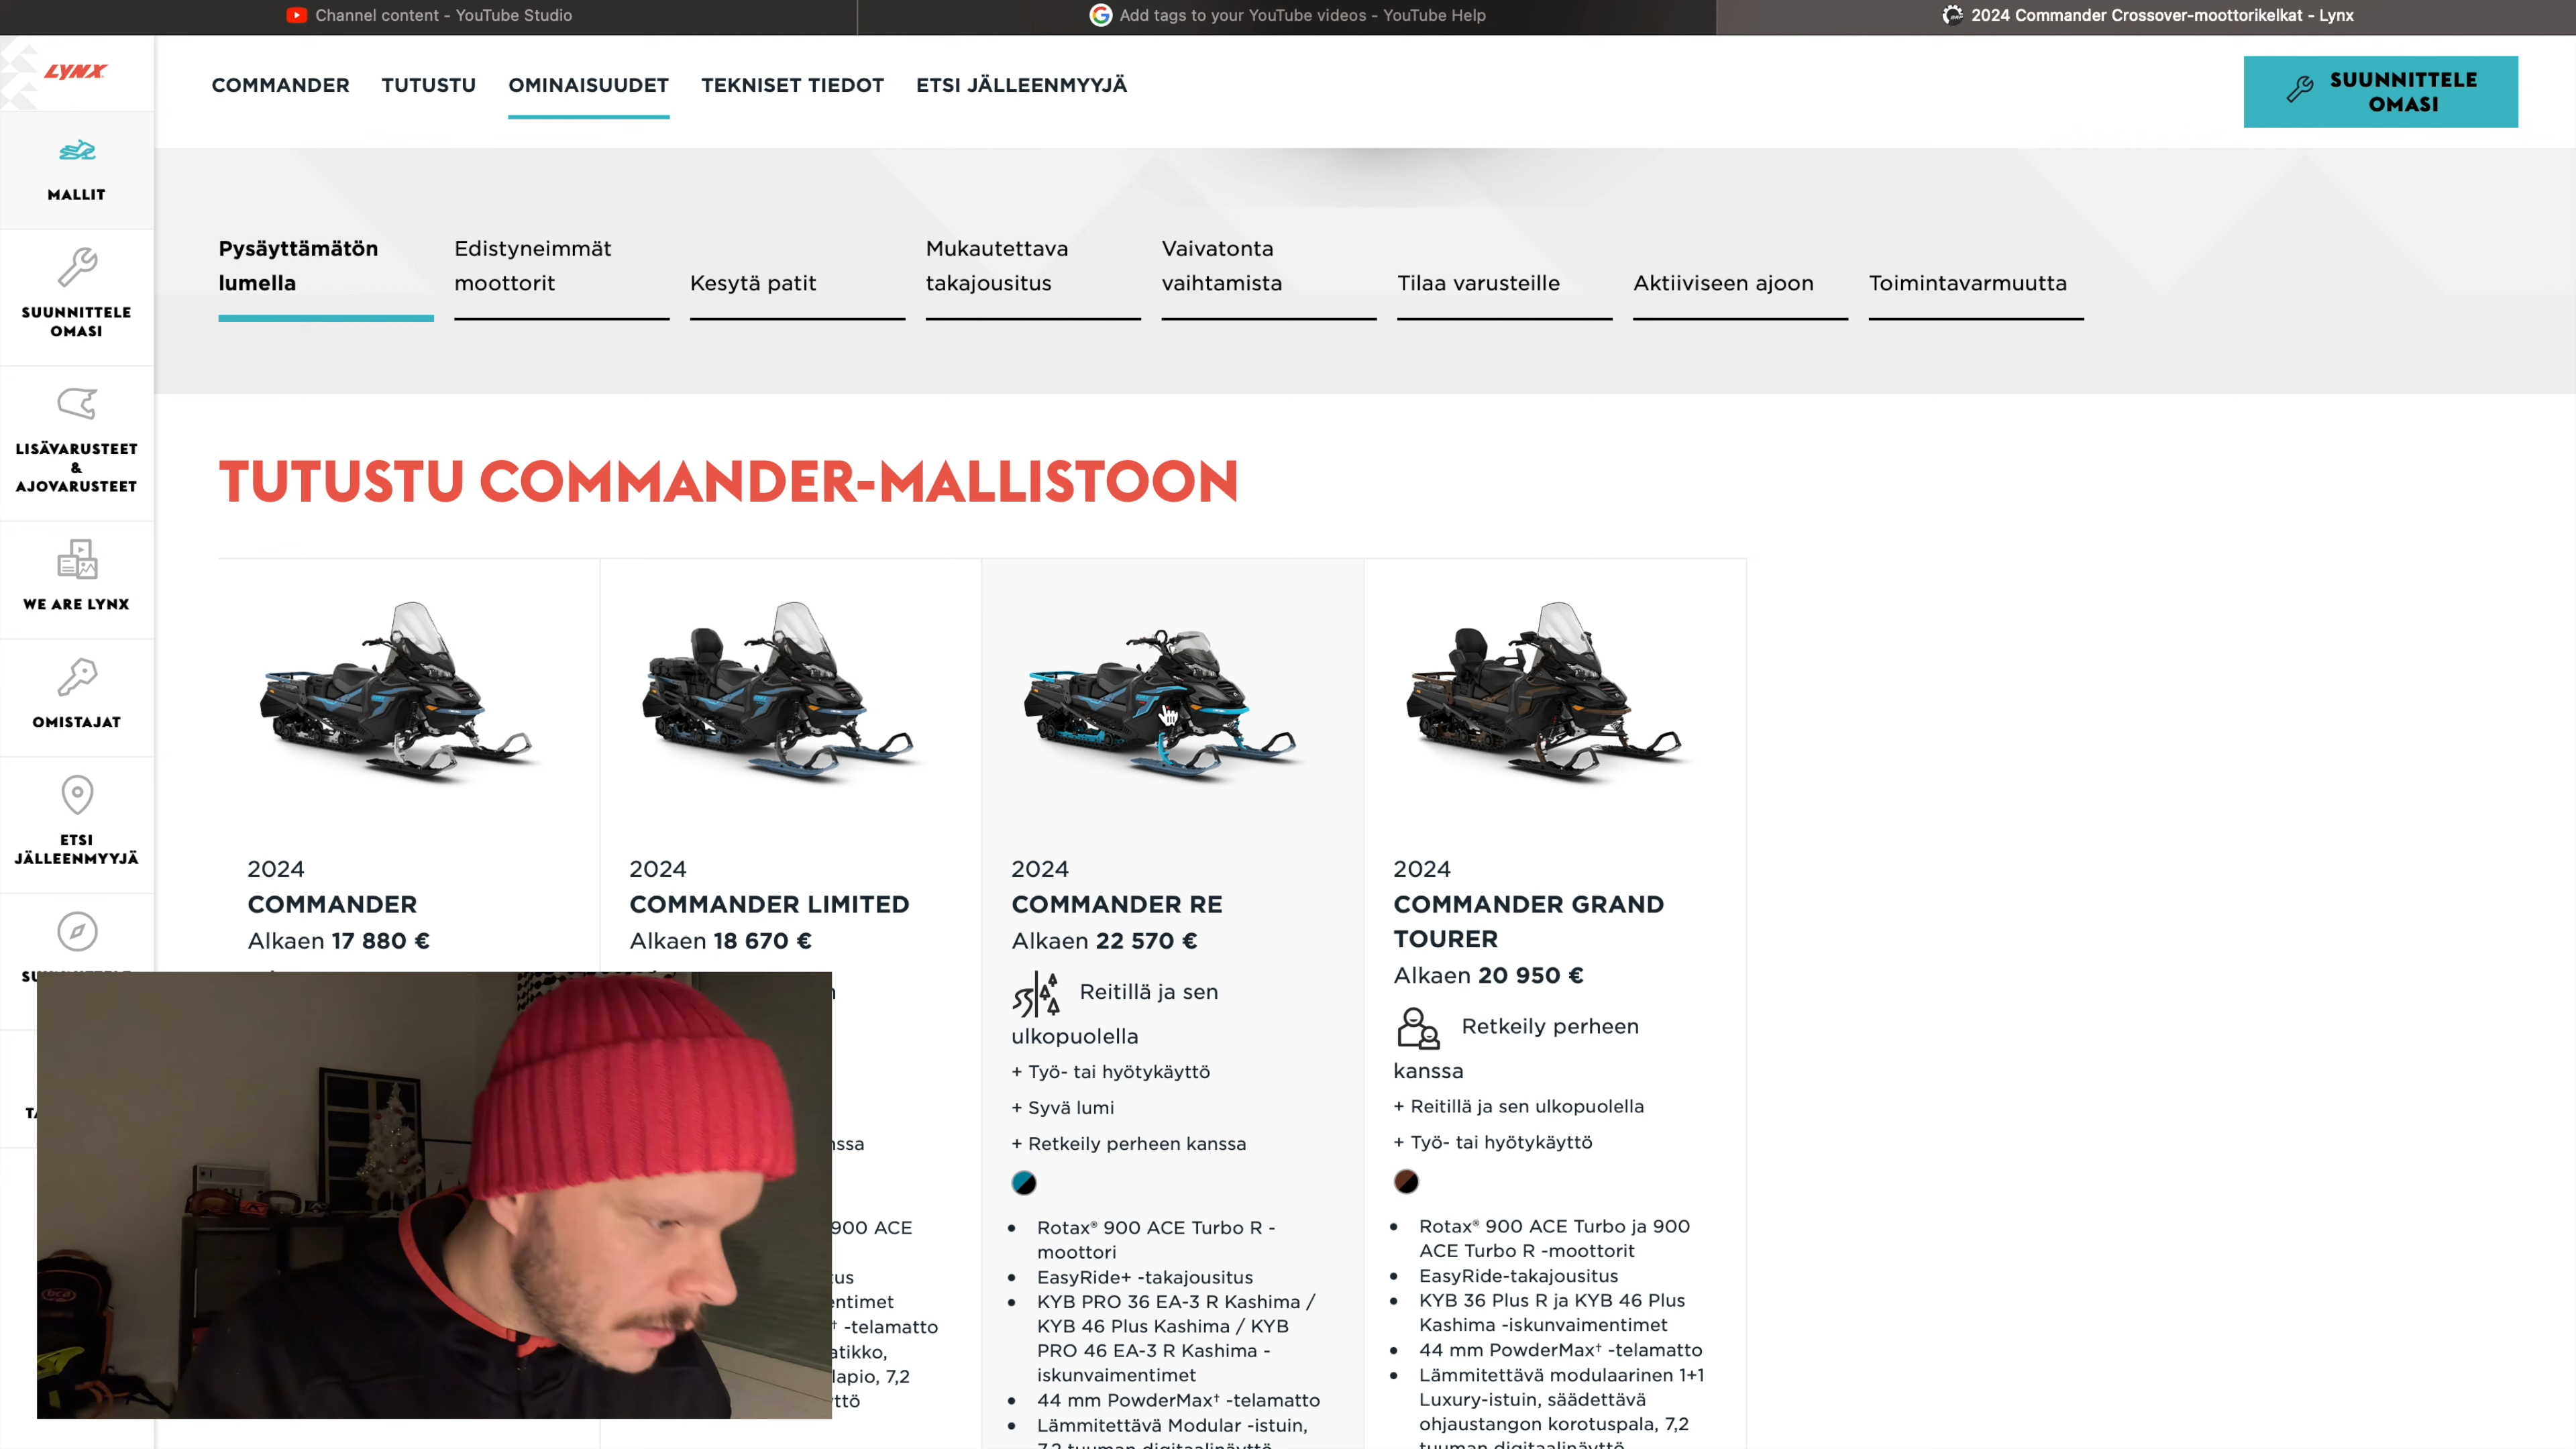 Channel content - YouTube Studio
Add tags to your YouTube videos - YouTube Help
2024 Commander Crossover-moottorikelkat - Lynx
LYNX
COMMANDER
TUTUSTU
OMINAISUUDET
TEKNISET TIEDOT
ETSI JÄLLEENMYYJÄ
SUUNNITTELE
OMASI
MALLIT
SUUNNITTELE
OMASI
LISÄVARUSTEET
&
AJOVARUSTEET
WE ARE LYNX
OMISTAJAT
ETSI
JÄLLEENMYYJÄ
Pysäyttämätön
lumella
Edistyneimmät
moottorit
Kesytä patit
Mukautettava
takajousitus
Vaivatonta
vaihtamista
Tilaa varusteille
Aktiiviseen ajoon
Toimintavarmuutta
TUTUSTU COMMANDER-MALLISTOON
2024
COMMANDER
Alkaen 17 880 €
2024
COMMANDER LIMITED
Alkaen 18 670 €
900 ACE
-telamatto
7,2
2024
COMMANDER RE
Alkaen 22 570 €
Reitillä ja sen
ulkopuolella
+ Työ- tai hyötykäyttö
+ Syvä lumi
+ Retkeily perheen kanssa
• Rotax® 900 ACE Turbo R -
moottori
• EasyRide+ -takajousitus
• KYB PRO 36 EA-3 R Kashima /
KYB 46 Plus Kashima / KYB
PRO 46 EA-3 R Kashima -
iskunvaimentimet
• 44 mm PowderMax† -telamatto
• Lämmitettävä Modular -istuin,
7,2 tuuman digitaalinäyttö
2024
COMMANDER GRAND
TOURER
Alkaen 20 950 €
Retkeily perheen
kanssa
+ Reitillä ja sen ulkopuolella
+ Työ- tai hyötykäyttö
• Rotax® 900 ACE Turbo ja 900
ACE Turbo R -moottorit
• EasyRide-takajousitus
• KYB 36 Plus R ja KYB 46 Plus
Kashima -iskunvaimentimet
• 44 mm PowderMax† -telamatto
• Lämmitettävä modulaarinen 1+1
Luxury-istuin, säädettävä
ohjaustangon korotuspala, 7,2
tuuman digitaalinäyttö
bca